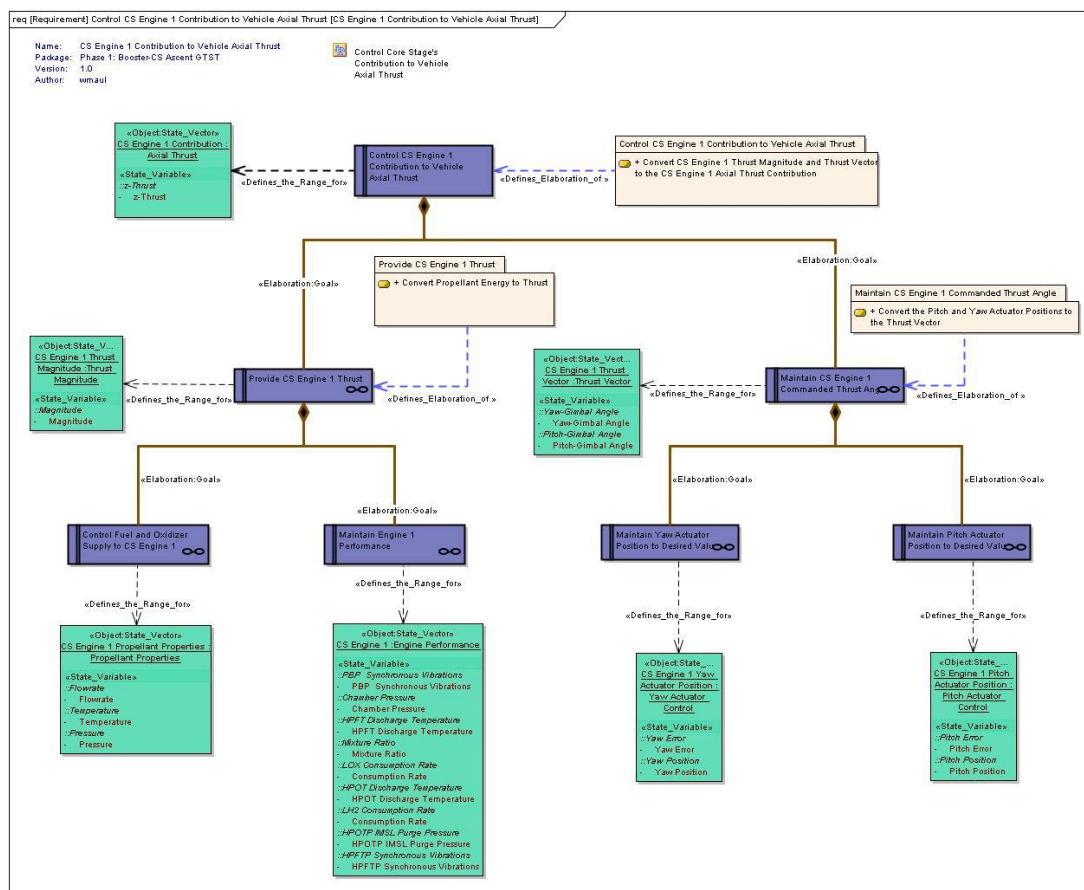 req [Requirement] Control CS Engine 1 Contribution to Vehicle Axial Thrust [CS Engine 1 Contribution to Vehicle Axial Thrust]
Name: CS Engine 1 Contribution to Vehicle Axial Thrust
Package: Phase 1: Booster-CS Ascent GTST
Version: 1.0
Author: wmaul
Control Core Stage's
Contribution to Vehicle
Axial Thrust
«Object:State_Vector»
CS Engine 1 Contribution :
Axial Thrust
«State_Variable»
::z-Thrust
- z-Thrust
«Defines_the_Range_for»
Control CS Engine 1
Contribution to Vehicle
Axial Thrust
«Defines_Elaboration_of »
Control CS Engine 1 Contribution to Vehicle Axial Thrust
+ Convert CS Engine 1 Thrust Magnitude and Thrust Vector
to the CS Engine 1 Axial Thrust Contribution
«Elaboration:Goal»
«Elaboration:Goal»
Provide CS Engine 1 Thrust
+ Convert Propellant Energy to Thrust
Maintain CS Engine 1 Commanded Thrust Angle
+ Convert the Pitch and Yaw Actuator Positions to
the Thrust Vector
«Object:State_V...
CS Engine 1 Thrust
Magnitude :Thrust
Magnitude
«State_Variable»
::Magnitude
- Magnitude
«Defines_the_Range_for»
Provide CS Engine 1 Thrust
«Defines_Elaboration_of »
«Object:State_Vect...
CS Engine 1 Thrust
Vector :Thrust Vector
«State_Variable»
::Yaw-Gimbal Angle
- Yaw-Gimbal Angle
::Pitch-Gimbal Angle
- Pitch-Gimbal Angle
«Defines_the_Range_for»
Maintain CS Engine 1
Commanded Thrust Ang
«Defines_Elaboration_of »
«Elaboration:Goal»
«Elaboration:Goal»
«Elaboration:Goal»
«Elaboration:Goal»
Control Fuel and Oxidizer
Supply to CS Engine 1
Maintain Engine 1
Performance
Maintain Yaw Actuator
Position to Desired Valu
Maintain Pitch Actuator
Position to Desired Valu
«Defines_the_Range_for»
«Defines_the_Range_for»
«Defines_the_Range_for»
«Defines_the_Range_for»
«Object:State_Vector»
CS Engine 1 Propellant Properties :
Propellant Properties
«State_Variable»
::Flowrate
- Flowrate
::Temperature
- Temperature
::Pressure
- Pressure
«Object:State_Vector»
CS Engine 1 :Engine Performance
«State_Variable»
::PBP Synchronous Vibrations
- PBP Synchronous Vibrations
::Chamber Pressure
- Chamber Pressure
::HPFT Discharge Temperature
- HPFT Discharge Temperature
::Mixture Ratio
- Mixture Ratio
::LOX Consumption Rate
- Consumption Rate
::HPOT Discharge Temperature
- HPOT Discharge Temperature
::LH2 Consumption Rate
- Consumption Rate
::HPOTP IMSL Purge Pressure
- HPOTP IMSL Purge Pressure
::HPFTP Synchronous Vibrations
- HPFTP Synchronous Vibrations
«Object:State_...
CS Engine 1 Yaw
Actuator Position :
Yaw Actuator
Control
«State_Variable»
::Yaw Error
- Yaw Error
::Yaw Position
- Yaw Position
«Object:State_...
CS Engine 1 Pitch
Actuator Position :
Pitch Actuator
Control
«State_Variable»
::Pitch Error
- Pitch Error
::Pitch Position
- Pitch Position